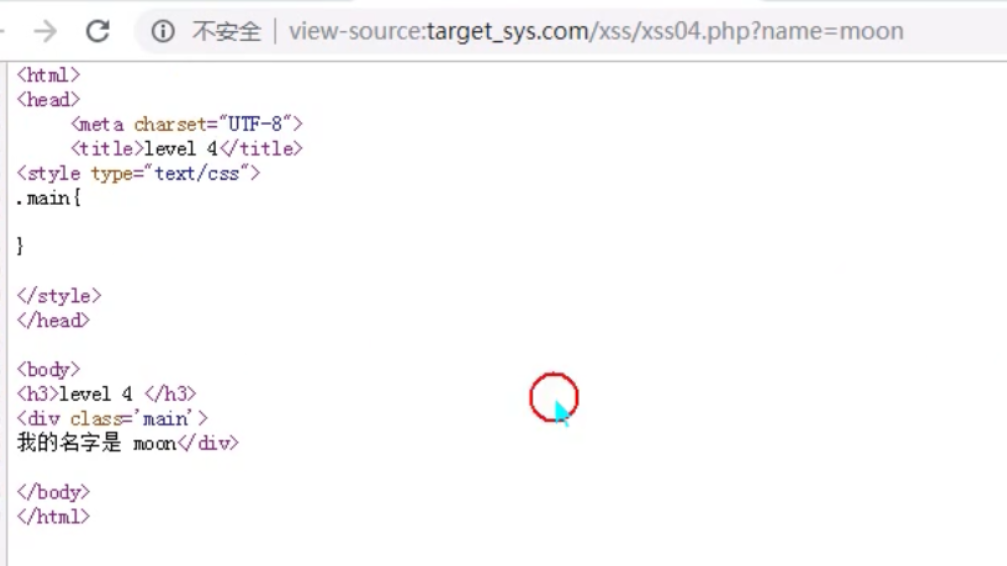 不安全 | view-source:target_sys.com/xss/xss04.php?name=moon
<html>
<head>
<meta charset="UTF-8">
<title>level 4</title>
<style type="text/css">
.main{
}
</style>
</head>
<body>
<h3>level 4 </h3>
<div class='main'>
我的名字是 moon</div>
</body>
</html>